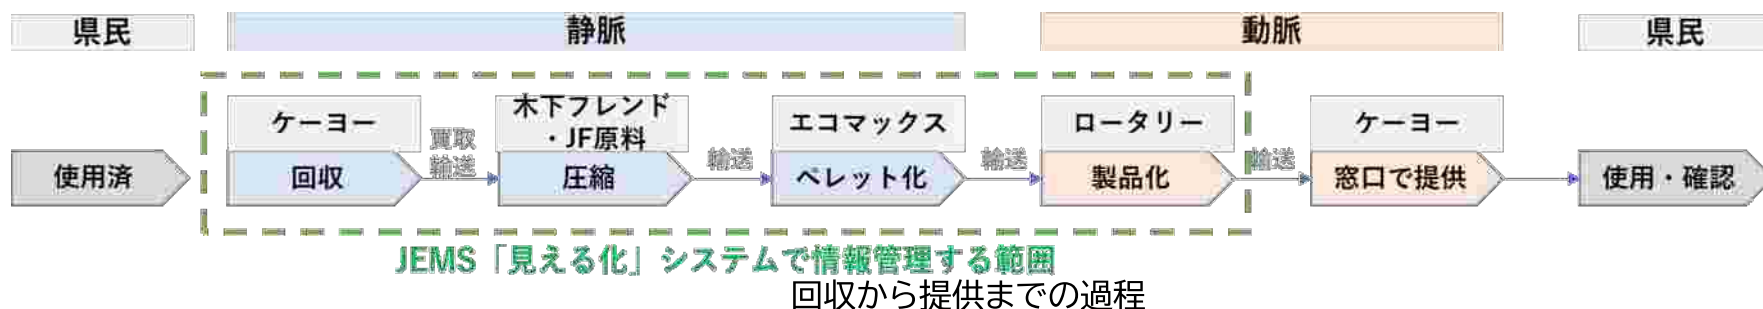 県民
静脈
動脈
県民
ケーヨー
木下フレンド
・JF原料
エコマックス
ロータリー
ケーヨー
使用済
回収
買取
輸送
圧縮
輸送
ペレット化
輸送
製品化
輸送
窓口で提供
使用・確認
JEMS「見える化」システムで情報管理する範囲
回収から提供までの過程